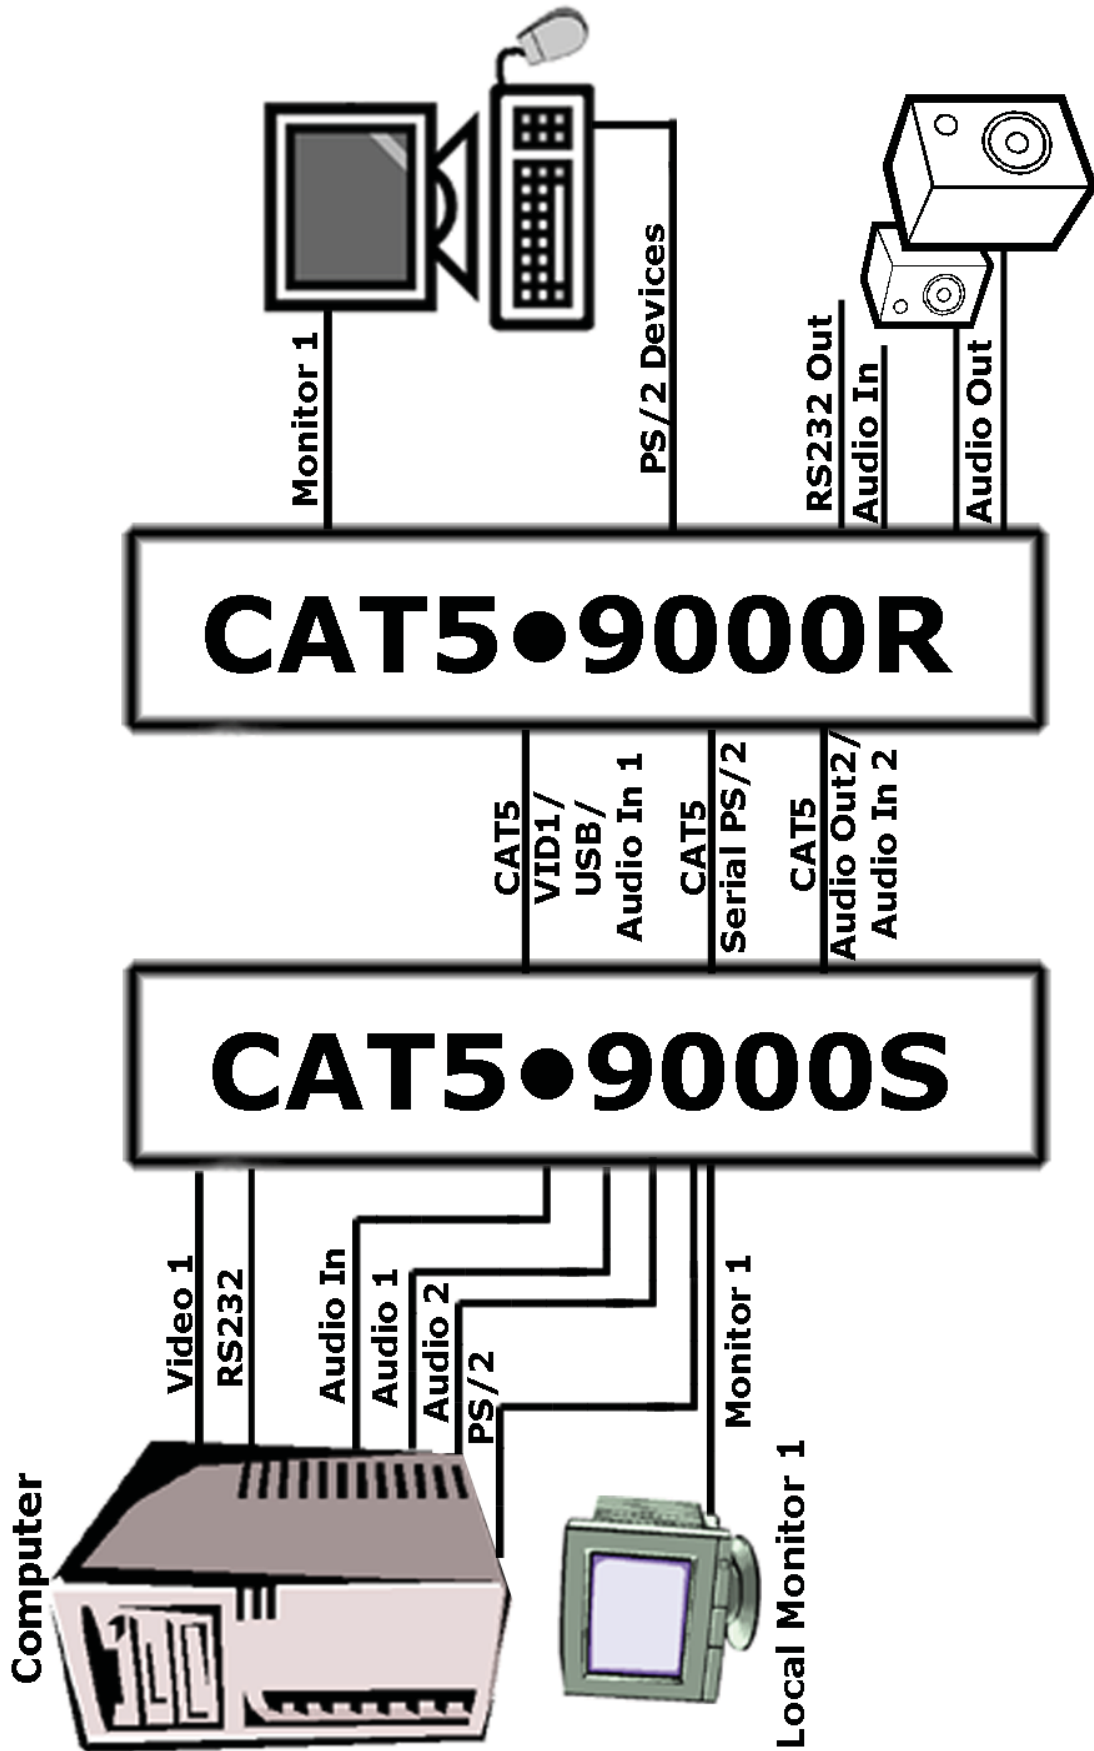 Monitor 1
PS/2 Devices
RS232 Out
Audio In
Audio Out
CAT5•9000R
CAT5
VID1/
USB/
Audio In 1
CAT5
Serial PS/2
CAT5
Audio Out2/
Audio In 2
CAT5•9000S
Video 1
RS232
Audio In
Audio 1
Audio 2
PS/2
Monitor 1
Computer
Local Monitor 1